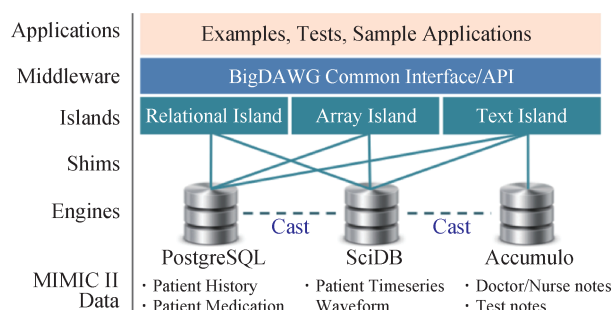 Applications
Examples, Tests, Sample Applications
Middleware
BigDAWG Common Interface/API
Islands
Relational Island
Array Island
Text Island
Shims
Engines
Cast
Cast
PostgreSQL
SciDB
Accumulo
MIMIC II
Data
· Patient History
· Patient Medication
· Patient Timeseries
Waveform
· Doctor/Nurse notes
· Test notes